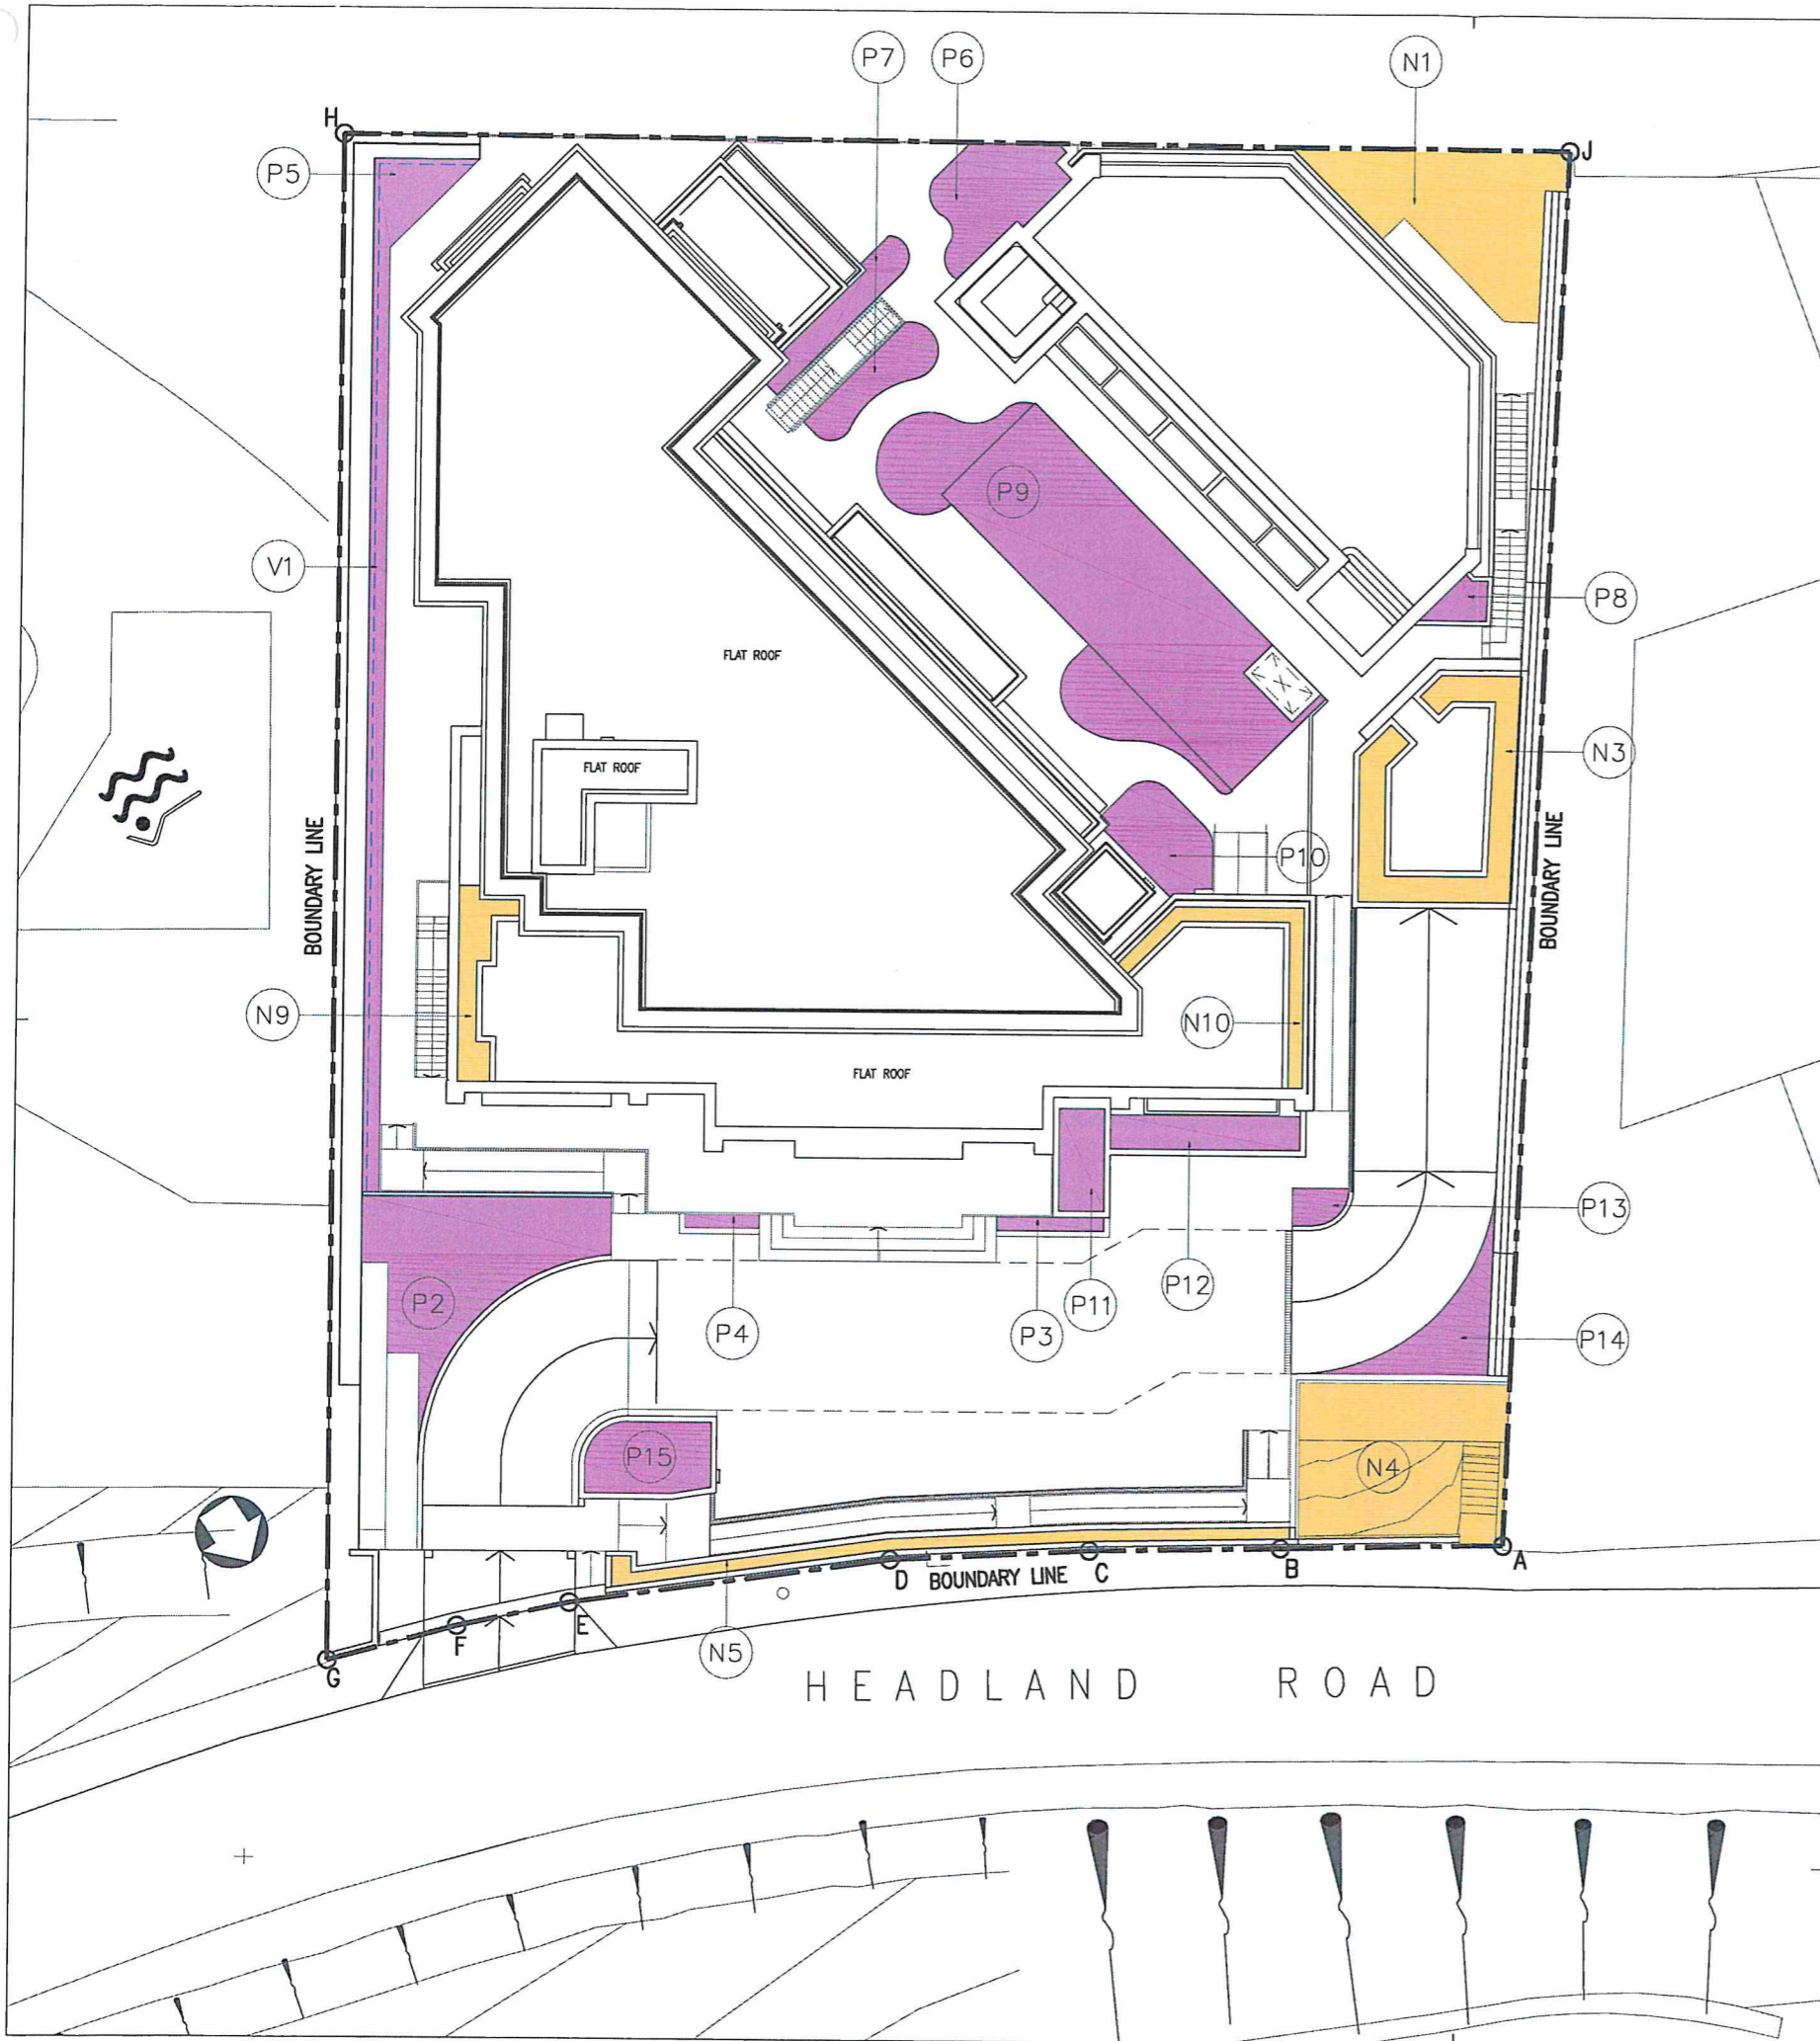 P7
P6
N1
H
J
P5
P9
V1
P8
FLAT ROOF
N3
FLAT ROOF
BOUNDARY LINE
BOUNDARY LINE
P10
N9
N10
FLAT ROOF
P13
P12
P2
P11
P4
P3
P14
P15
N4
A
B
C
D
BOUNDARY LINE
E
F
G
N5
HEADLAND ROAD